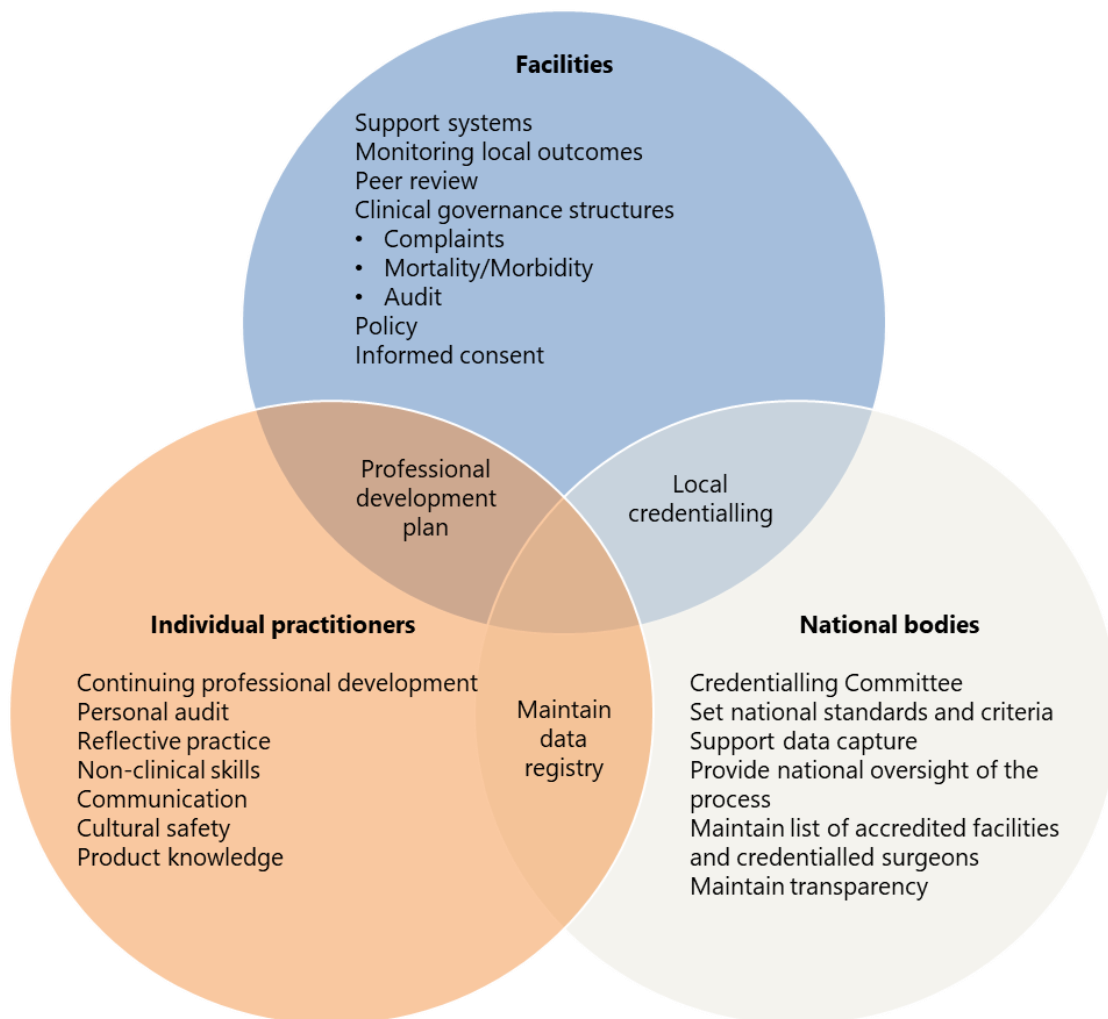 Facilities
Support systems
Monitoring local outcomes
Peer review
Clinical governance structures
• Complaints
• Mortality/Morbidity
• Audit
Policy
Informed consent
Professional
development
plan
Local
credentialling
Individual practitioners
Continuing professional development
Personal audit
Reflective practice
Non-clinical skills
Communication
Cultural safety
Product knowledge
Maintain
data
registry
National bodies
Credentialling Committee
Set national standards and criteria
Support data capture
Provide national oversight of the
process
Maintain list of accredited facilities
and credentialled surgeons
Maintain transparency